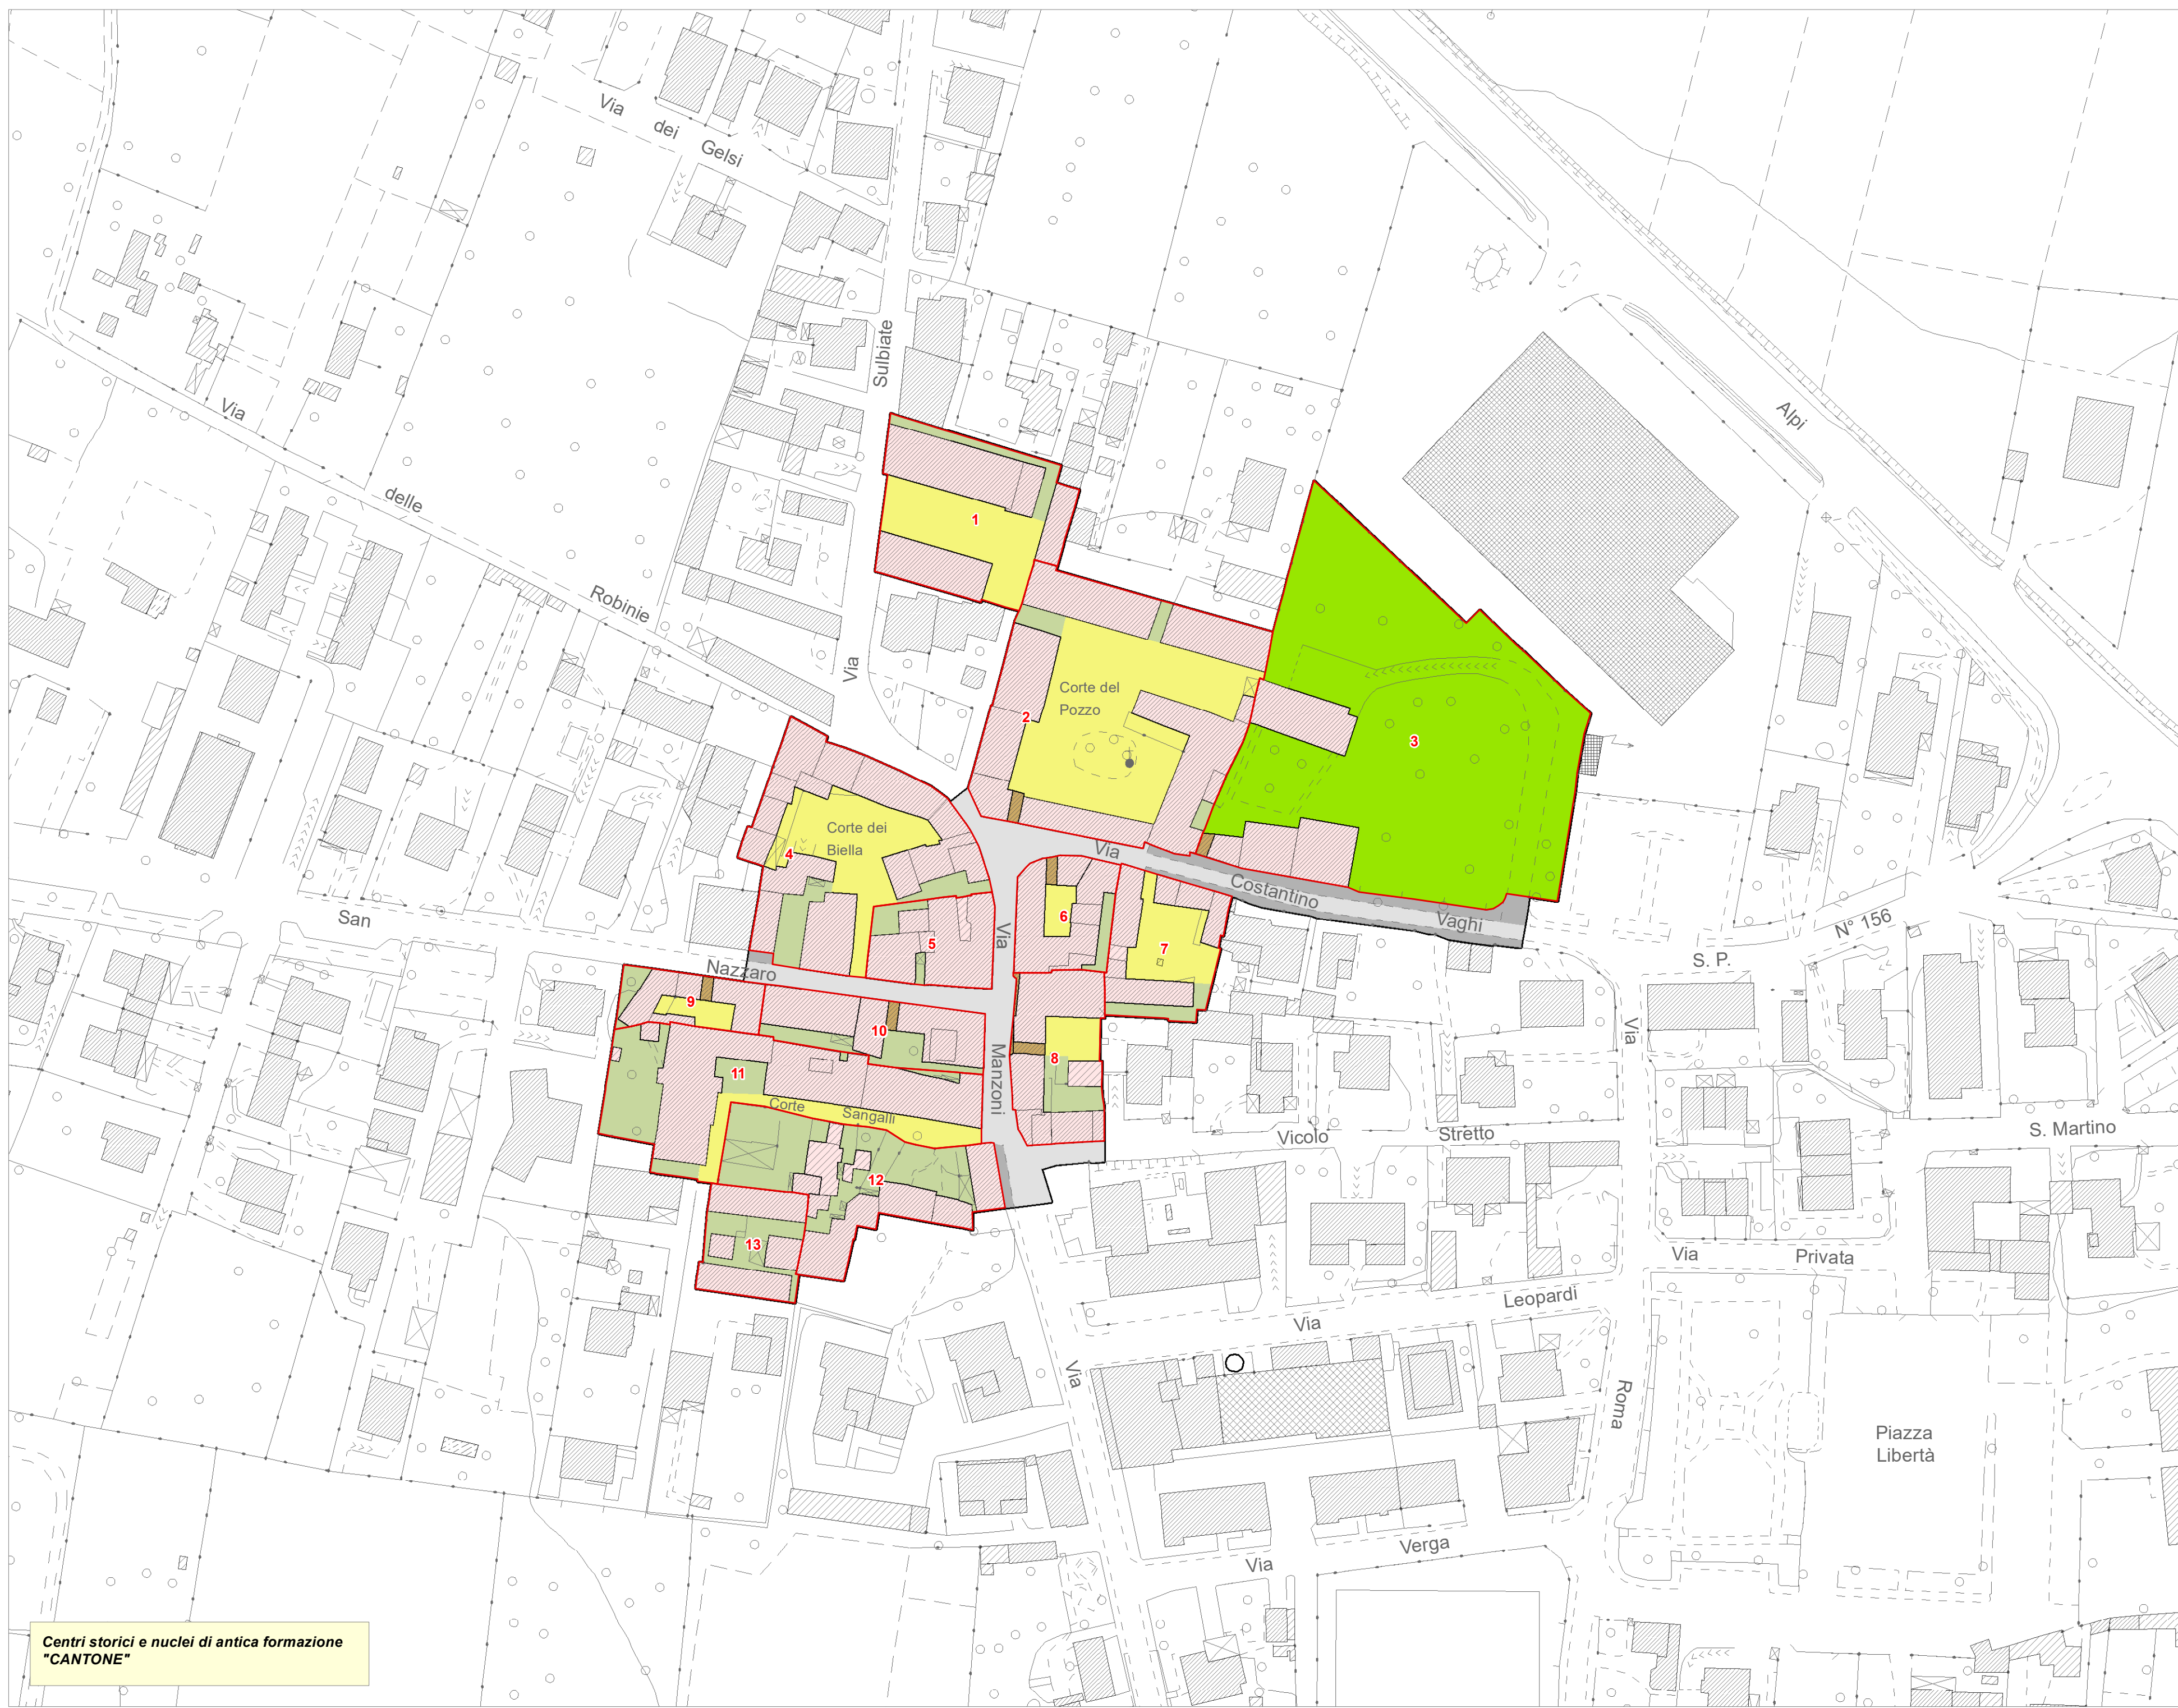 Via
dei
Gelsi
Sulbiate
Via
Via
delle
Robinie
Alpi
1
Corte del
Pozzo
2
3
Corte dei
Biella
4
Via
Costantino
Vaghi
San
Nazzaro
Via
Manzoni
5
6
7
8
9
10
11
Corte
Sangalli
12
13
N° 156
S. P.
Via
Roma
Vicolo
Stretto
S. Martino
Via
Privata
Via
Leopardi
Via
Piazza
Libertà
Via
Verga
Centri storici e nuclei di antica formazione
"CANTONE"